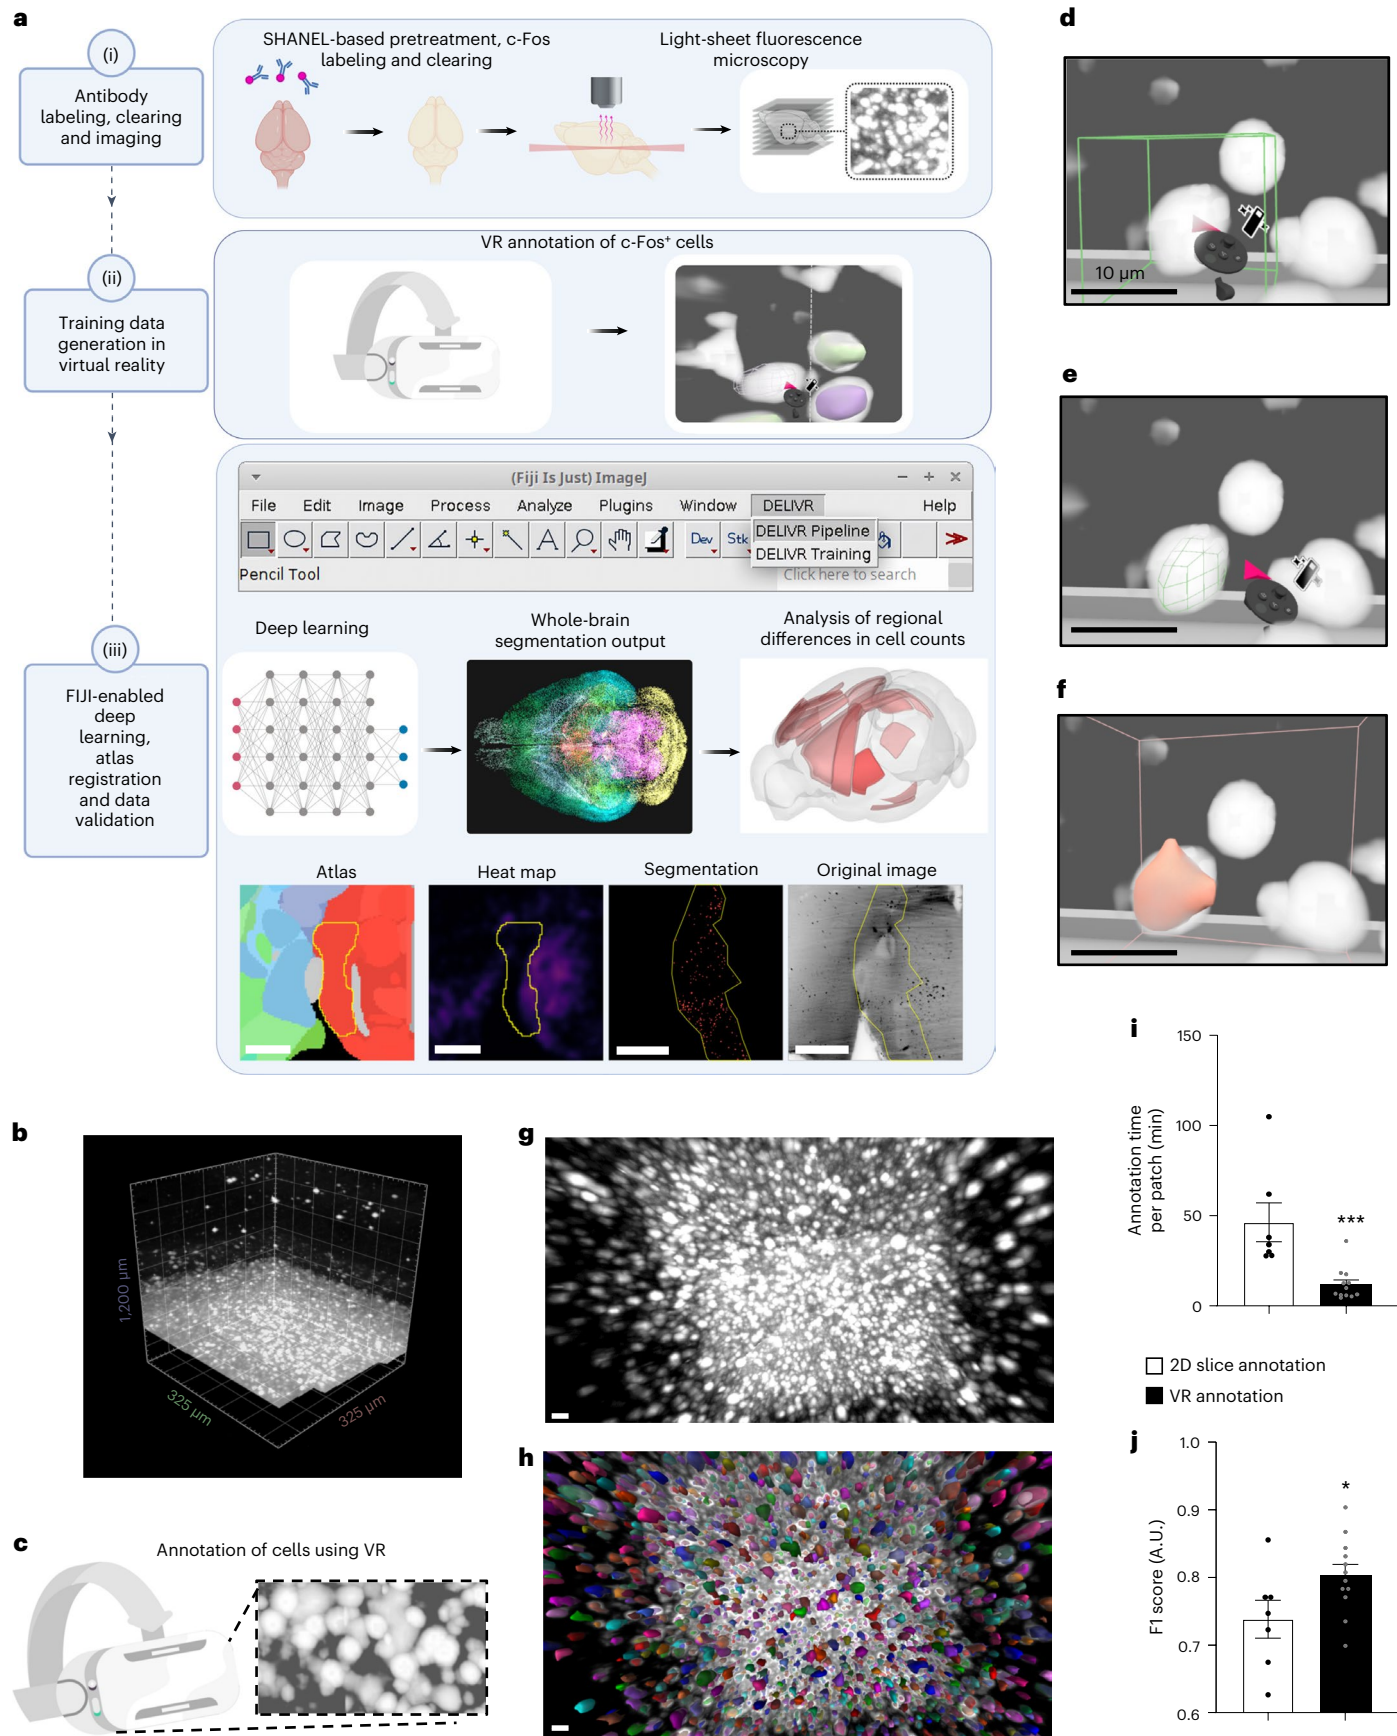 a
(i)
Antibody
labeling, clearing
and imaging
SHANEL-based pretreatment, c-Fos
labeling and clearing
Light-sheet fluorescence
microscopy
(ii)
Training data
generation in
virtual reality
VR annotation of c-Fos⁺ cells
(iii)
FIJI-enabled
deep
learning,
atlas
registration
and data
validation
(Fiji Is Just) ImageJ
File Edit Image Process Analyze Plugins Window DELIVR Help
Dev Stk
DELIVR Pipeline
DELIVR Training
Pencil Tool
Click here to search
Deep learning
Whole-brain
segmentation output
Analysis of regional
differences in cell counts
Atlas
Heat map
Segmentation
Original image
b
1,200 µm
325 µm
325 µm
c
Annotation of cells using VR
d
10 µm
e
f
g
h
i
Annotation time
per patch (min)
150
100
50
0
***
2D slice annotation
VR annotation
j
F1 score (A.U.)
1.0
0.9
0.8
0.7
0.6
*